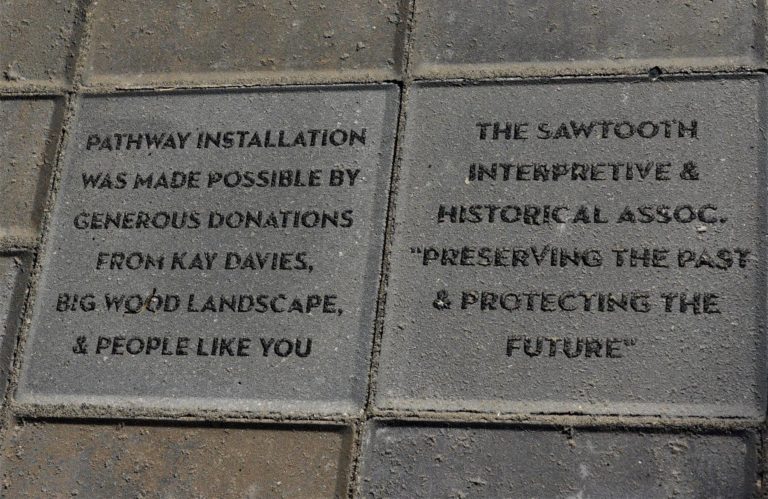 PATHWAY INSTALLATION
WAS MADE POSSIBLE BY
GENEROUS DONATIONS
FROM KAY DAVIES,
BIG WOOD LANDSCAPE,
& PEOPLE LIKE YOU
THE SAWTOOTH
INTERPRETIVE &
HISTORICAL ASSOC.
"PRESERVING THE PAST
& PROTECTING THE
FUTURE"